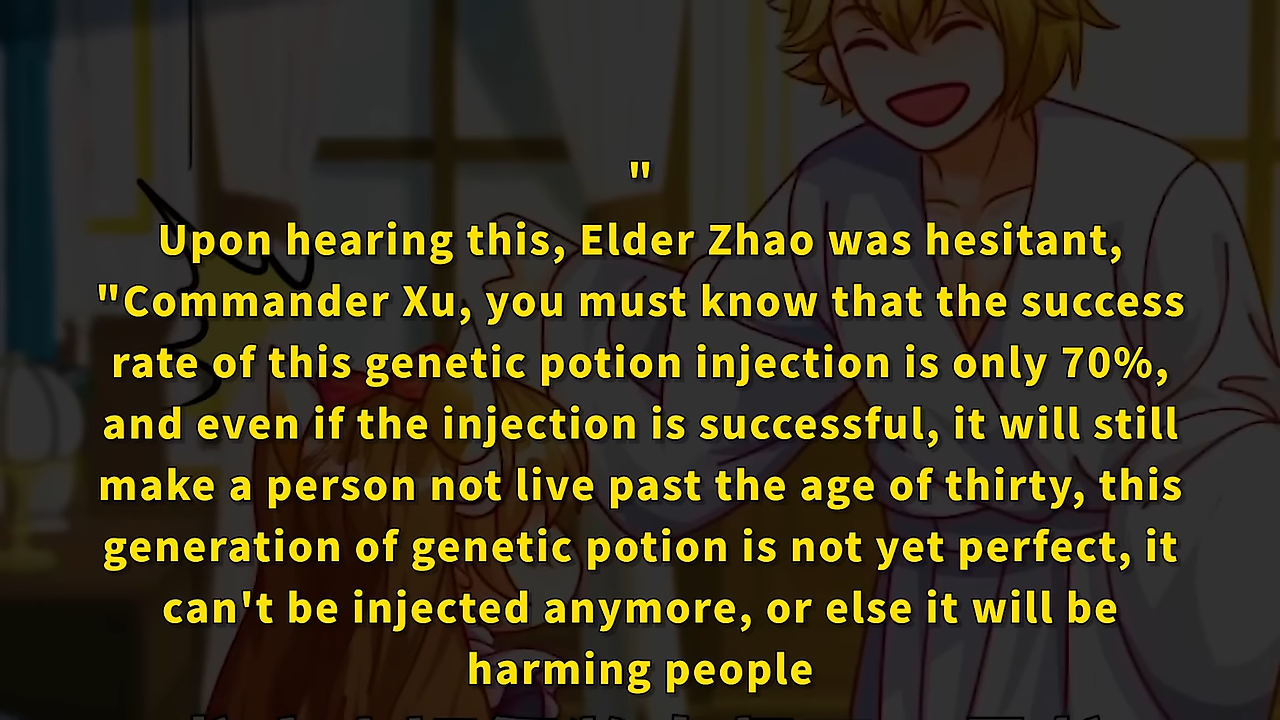 "
Upon hearing this, Elder Zhao was hesitant,
"Commander Xu, you must know that the success
rate of this genetic potion injection is only 70%,
and even if the injection is successful, it will still
make a person not live past the age of thirty, this
generation of genetic potion is not yet perfect, it
can't be injected anymore, or else it will be
harming people